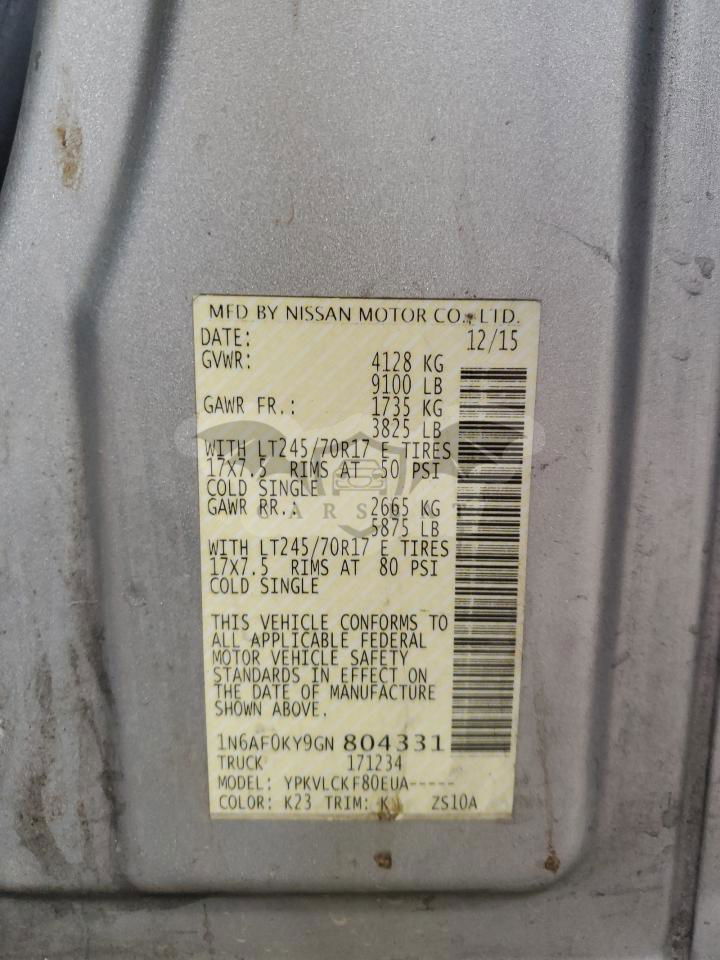 MFD BY NISSAN MOTOR CO., LTD.
DATE: 12/15
GVWR: 4128 KG
9100 LB
GAWR FR.: 1735 KG
3825 LB
WITH LT245/70R17 E TIRES
17X7.5 RIMS AT 50 PSI
COLD SINGLE
GAWR RR.: 2665 KG
5875 LB
WITH LT245/70R17 E TIRES
17X7.5 RIMS AT 80 PSI
COLD SINGLE
THIS VEHICLE CONFORMS TO
ALL APPLICABLE FEDERAL
MOTOR VEHICLE SAFETY
STANDARDS IN EFFECT ON
THE DATE OF MANUFACTURE
SHOWN ABOVE.
1N6AF0KY9GN 804331
TRUCK 171234
MODEL: YPKVLCKF80EUA-----
COLOR: K23 TRIM: ZS10A